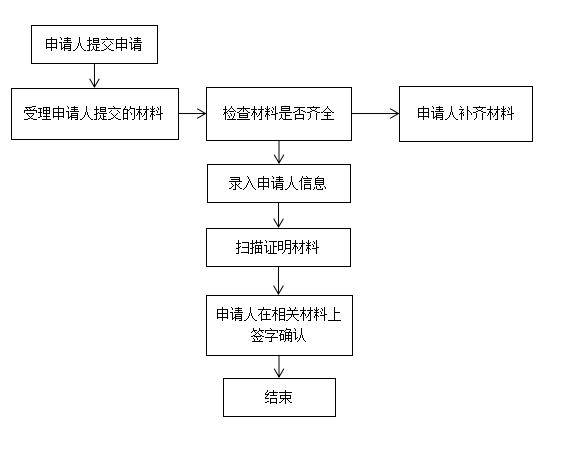 申请人提交申请
受理申请人提交的材料
检查材料是否齐全
申请人补齐材料
录入申请人信息
扫描证明材料
申请人在相关材料上
签字确认
结束